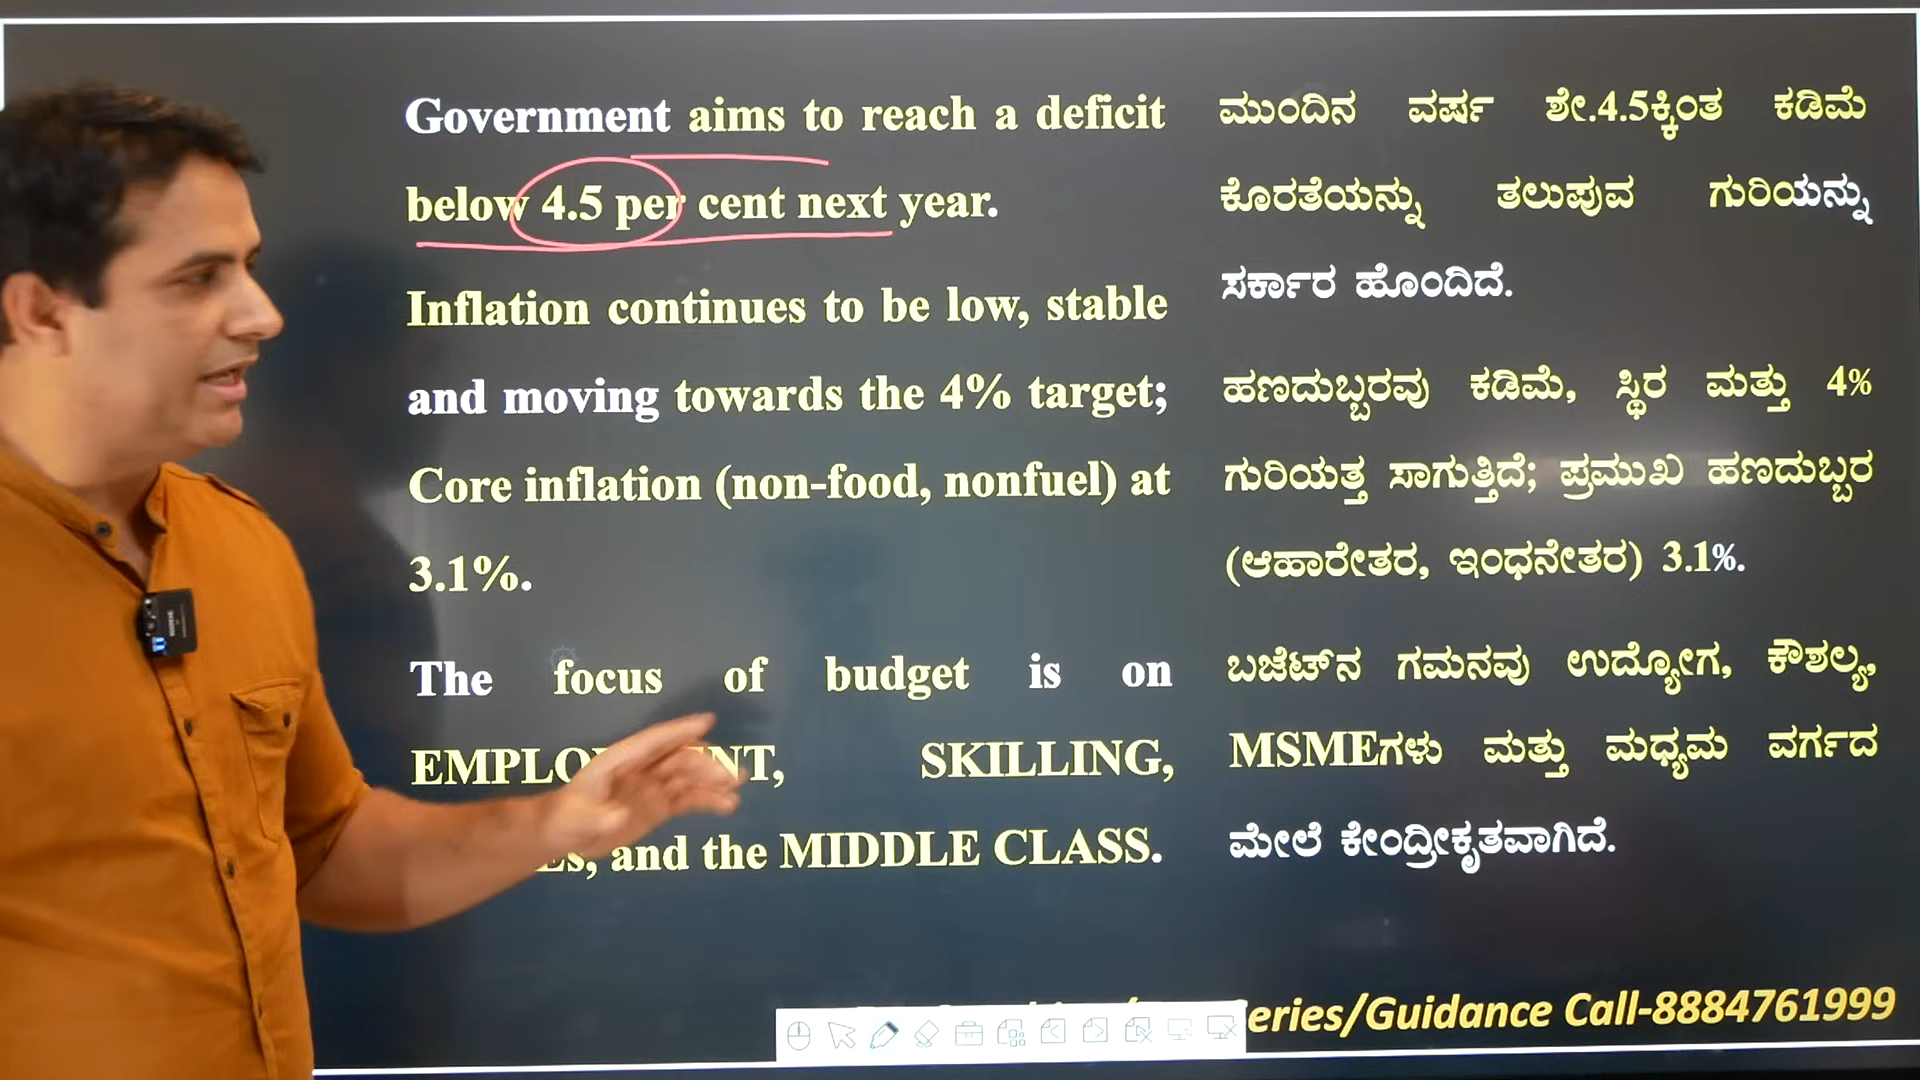 Government aims to reach a deficit
below 4.5 per cent next year.
Inflation continues to be low, stable
and moving towards the 4% target;
Core inflation (non-food, nonfuel) at
3.1%.
The focus of budget is on
SKILLING,
and the MIDDLE CLASS.
ಮುಂದಿನ ವರ್ಷ ಶೇ.4.5ಕ್ಕಿಂತ ಕಡಿಮೆ
ಕೊರತೆಯನ್ನು ತಲುಪುವ ಗುರಿಯನ್ನು
ಸರ್ಕಾರ ಹೊಂದಿದೆ.
ಹಣದುಬ್ಬರವು ಕಡಿಮೆ, ಸ್ಥಿರ ಮತ್ತು 4%
ಗುರಿಯತ್ತ ಸಾಗುತ್ತಿದೆ; ಪ್ರಮುಖ ಹಣದುಬ್ಬರ
(ಆಹಾರೇತರ, ಇಂಧನೇತರ) 3.1%.
ಬಜೆಟ್‌ನ ಗಮನವು ಉದ್ಯೋಗ, ಕೌಶಲ್ಯ,
MSMEಗಳು ಮತ್ತು ಮಧ್ಯಮ ವರ್ಗದ
ಮೇಲೆ ಕೇಂದ್ರೀಕೃತವಾಗಿದೆ.
eries/Guidance Call-8884761999